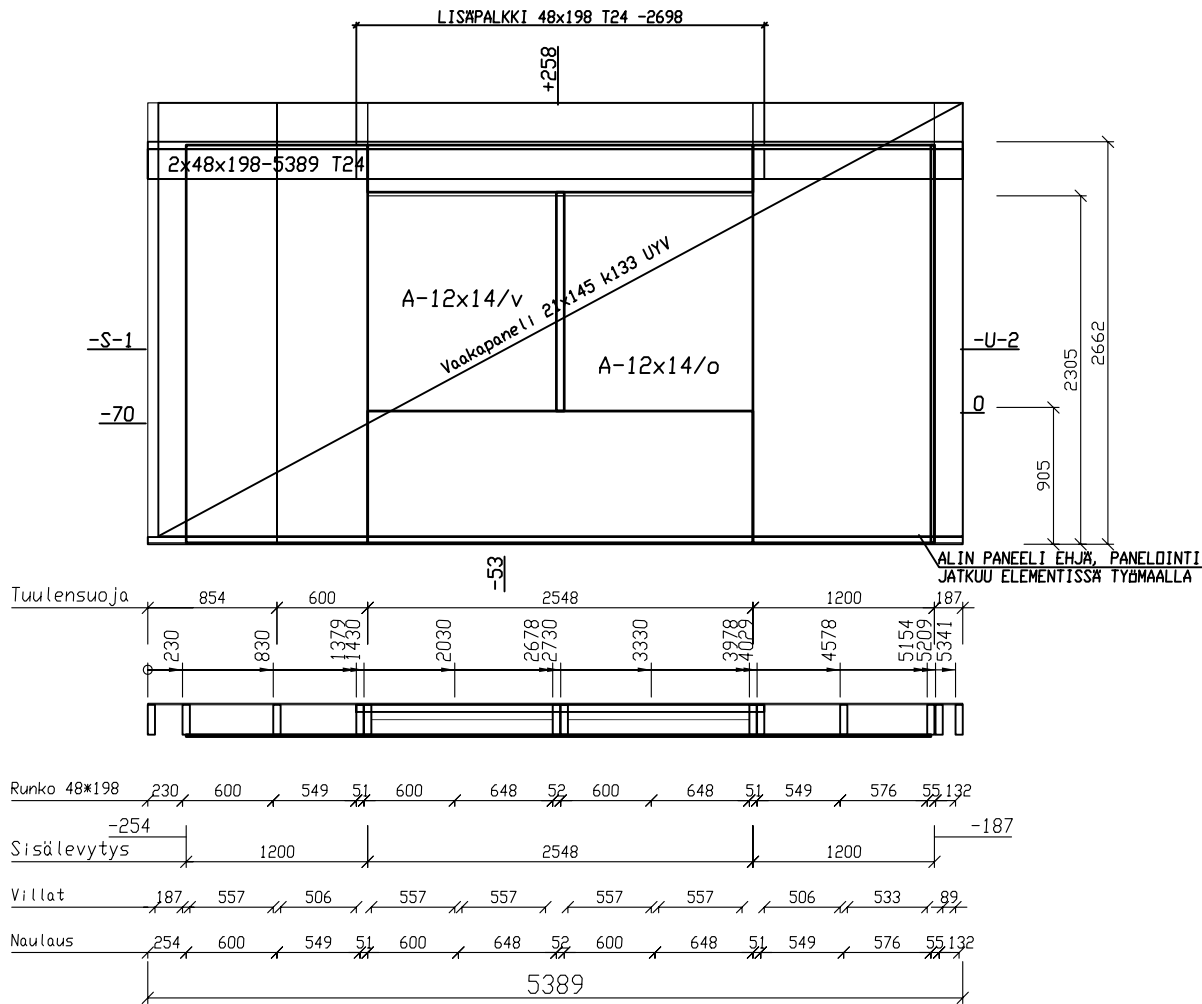 LISÄPALKKI 48x198 T24 -2698
+258
2x48x198-5389 T24
A-12x14/v
Vaakapaneli 21x145 k133 UYV
A-12x14/o
-S-1
-U-2
-70
0
2305
2662
905
-53
ALIN PANEELI EHJÄ, PANELOINTI
JATKUU ELEMENTISSÄ TYÖMAALLA
Tuulensuoja 854 600 2548 1200 187
230 830 1379 1430 2030 2678 2730 3330 3978 4029 4578 5154 5209 5341
Runko 48*198 230 600 549 51 600 648 52 600 648 51 549 576 55 132
-254 -187
Sisälevytys 1200 2548 1200
Villat 187 557 506 557 557 557 557 506 533 89
Naulaus 254 600 549 51 600 648 52 600 648 51 549 576 55 132
5389